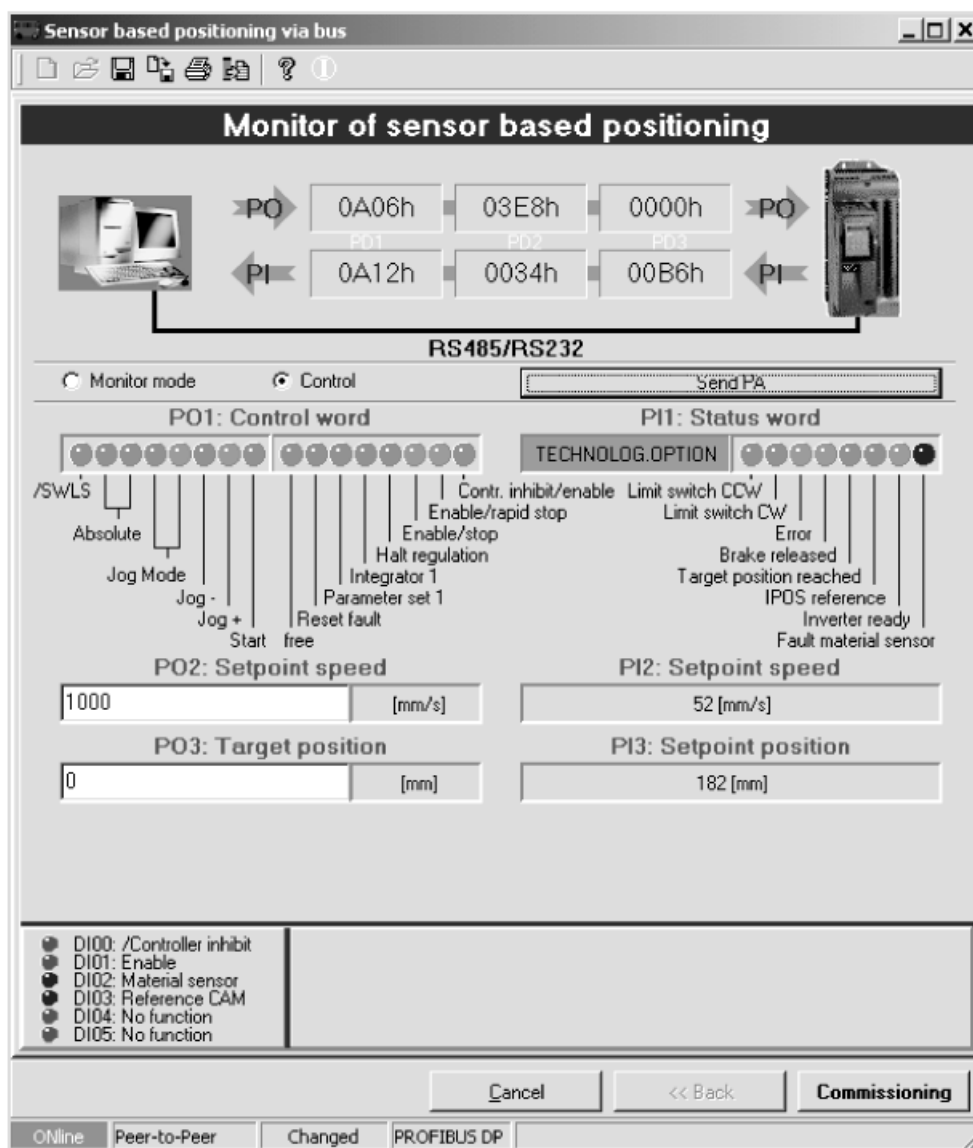 Sensor based positioning via bus
Monitor of sensor based positioning
PO 0A06h 03E8h 0000h PO
PD1 PD2 PD3
PI 0A12h 0034h 00B6h PI
RS485/RS232
Monitor mode Control Send PA
PO1: Control word PI1: Status word
TECHNOLOG.OPTION
/SWLS Contr. inhibit/enable Limit switch CCW
Enable/rapid stop Limit switch CW
Absolute Enable/stop Error
Halt regulation Brake released
Jog Mode Integrator 1 Target position reached
Jog - Parameter set 1 IPOS reference
Jog + Reset fault Inverter ready
Start free Fault material sensor
PO2: Setpoint speed PI2: Setpoint speed
1000 [mm/s] 52 [mm/s]
PO3: Target position PI3: Setpoint position
0 [mm] 182 [mm]
DI00: /Controller inhibit
DI01: Enable
DI02: Material sensor
DI03: Reference CAM
DI04: No function
DI05: No function
Cancel << Back Commissioning
ONline Peer-to-Peer Changed PROFIBUS DP